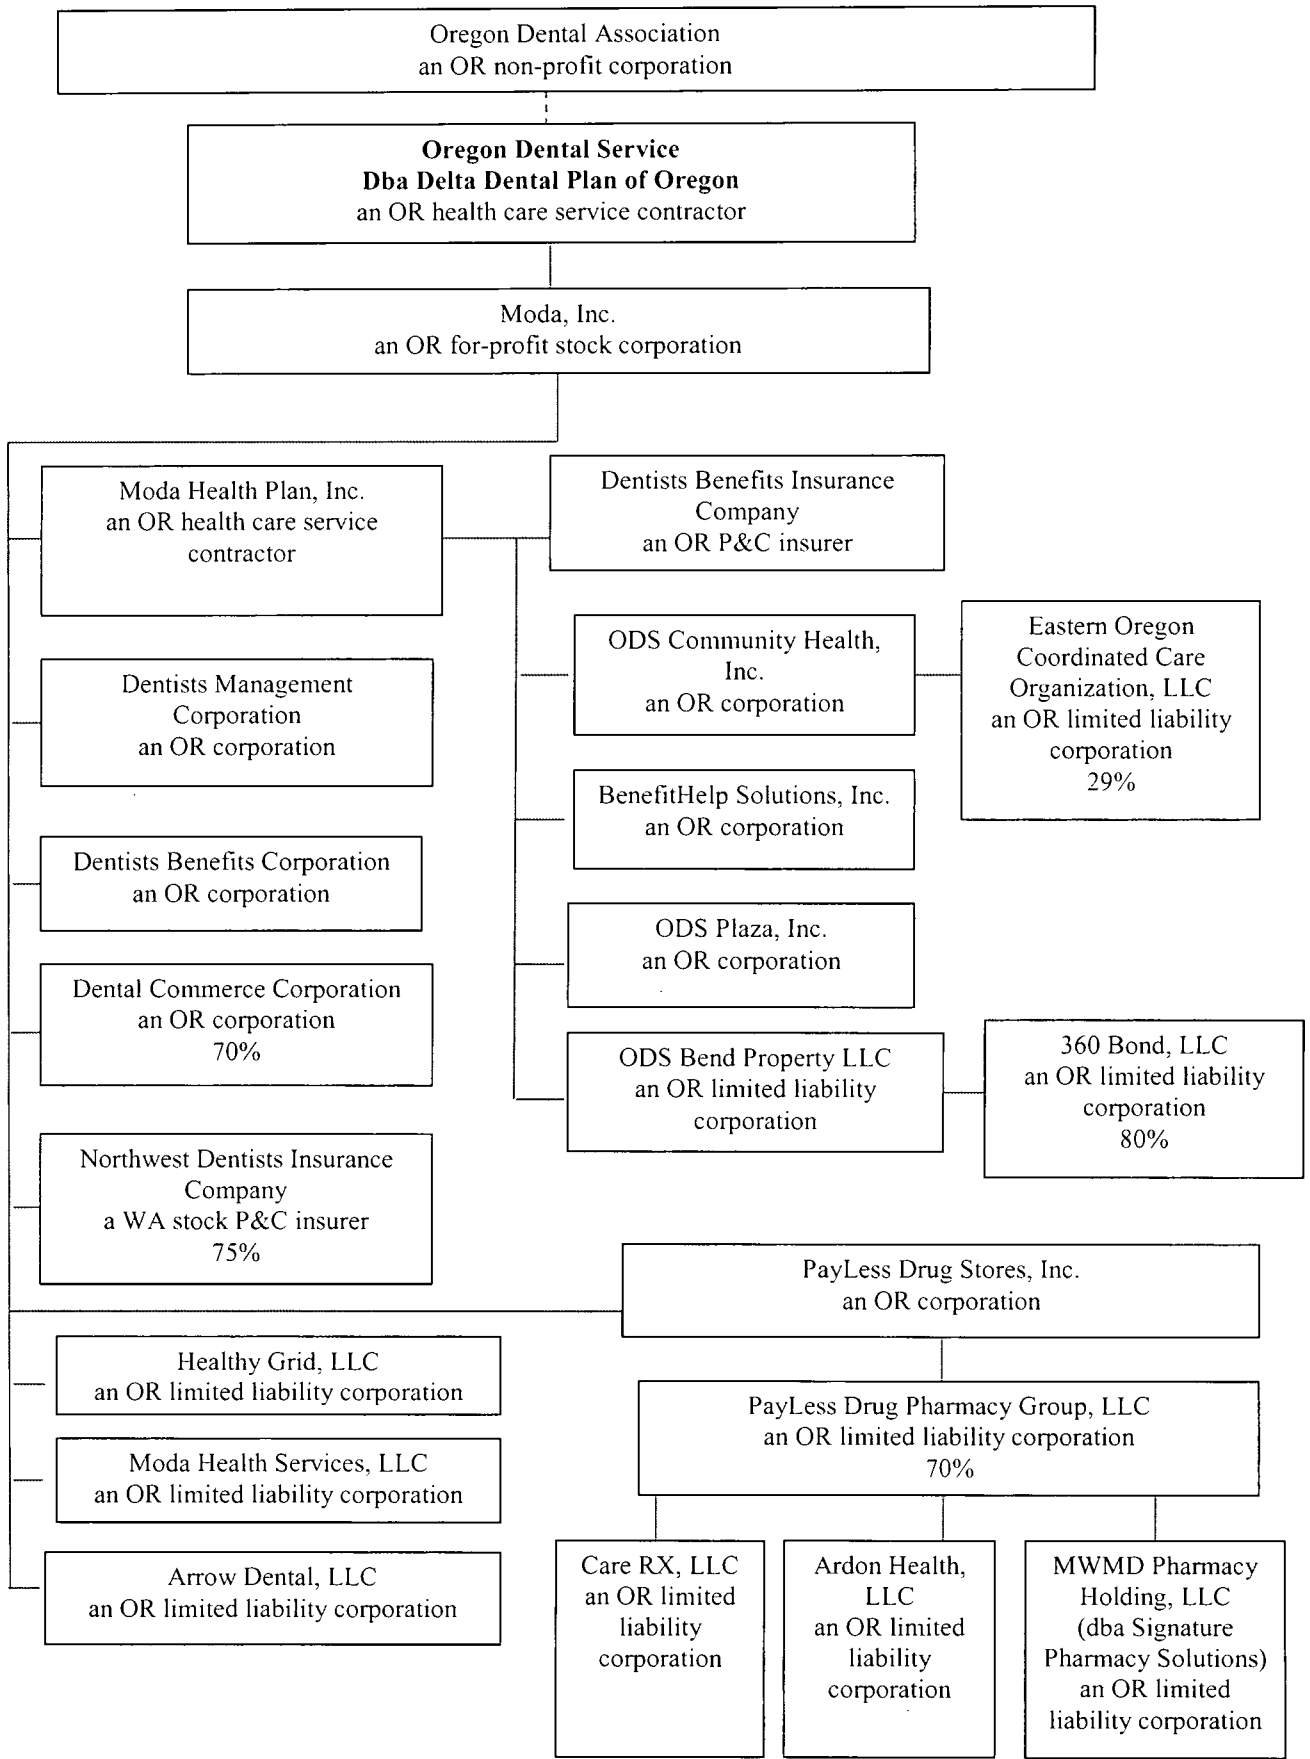 Oregon Dental Association
an OR non-profit corporation
Oregon Dental Service
Dba Delta Dental Plan of Oregon
an OR health care service contractor
Moda, Inc.
an OR for-profit stock corporation
Moda Health Plan, Inc.
an OR health care service
contractor
Dentists Benefits Insurance
Company
an OR P&C insurer
ODS Community Health,
Inc.
an OR corporation
Eastern Oregon
Coordinated Care
Organization, LLC
an OR limited liability
corporation
29%
Dentists Management
Corporation
an OR corporation
BenefitHelp Solutions, Inc.
an OR corporation
Dentists Benefits Corporation
an OR corporation
ODS Plaza, Inc.
an OR corporation
Dental Commerce Corporation
an OR corporation
70%
ODS Bend Property LLC
an OR limited liability
corporation
360 Bond, LLC
an OR limited liability
corporation
80%
Northwest Dentists Insurance
Company
a WA stock P&C insurer
75%
PayLess Drug Stores, Inc.
an OR corporation
Healthy Grid, LLC
an OR limited liability corporation
PayLess Drug Pharmacy Group, LLC
an OR limited liability corporation
70%
Moda Health Services, LLC
an OR limited liability corporation
Arrow Dental, LLC
an OR limited liability corporation
Care RX, LLC
an OR limited
liability
corporation
Ardon Health,
LLC
an OR limited
liability
corporation
MWMD Pharmacy
Holding, LLC
(dba Signature
Pharmacy Solutions)
an OR limited
liability corporation